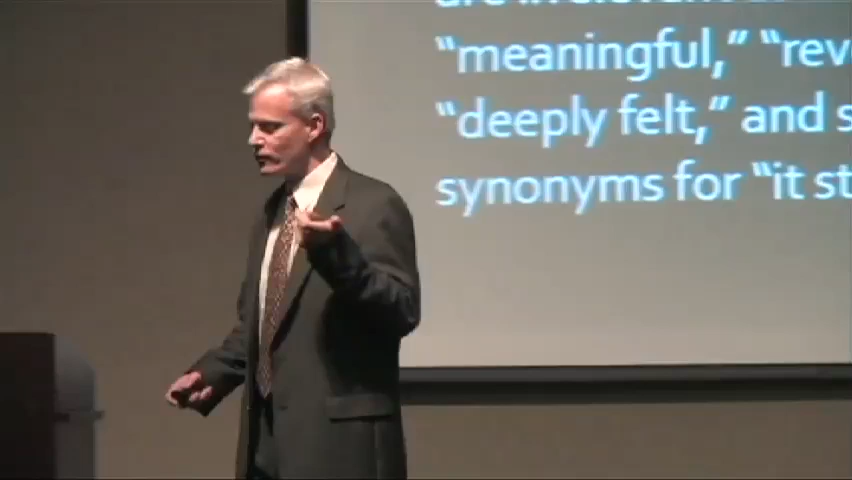 “meaningful,” “rev
“deeply felt,” and s
synonyms for “it st